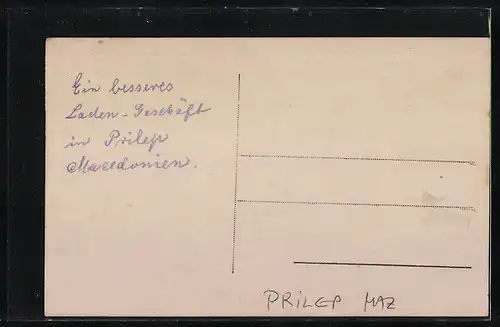 Ein besseres
Laden-Geschäft
in Prilep
Macedonien.
PRILEP MAZ